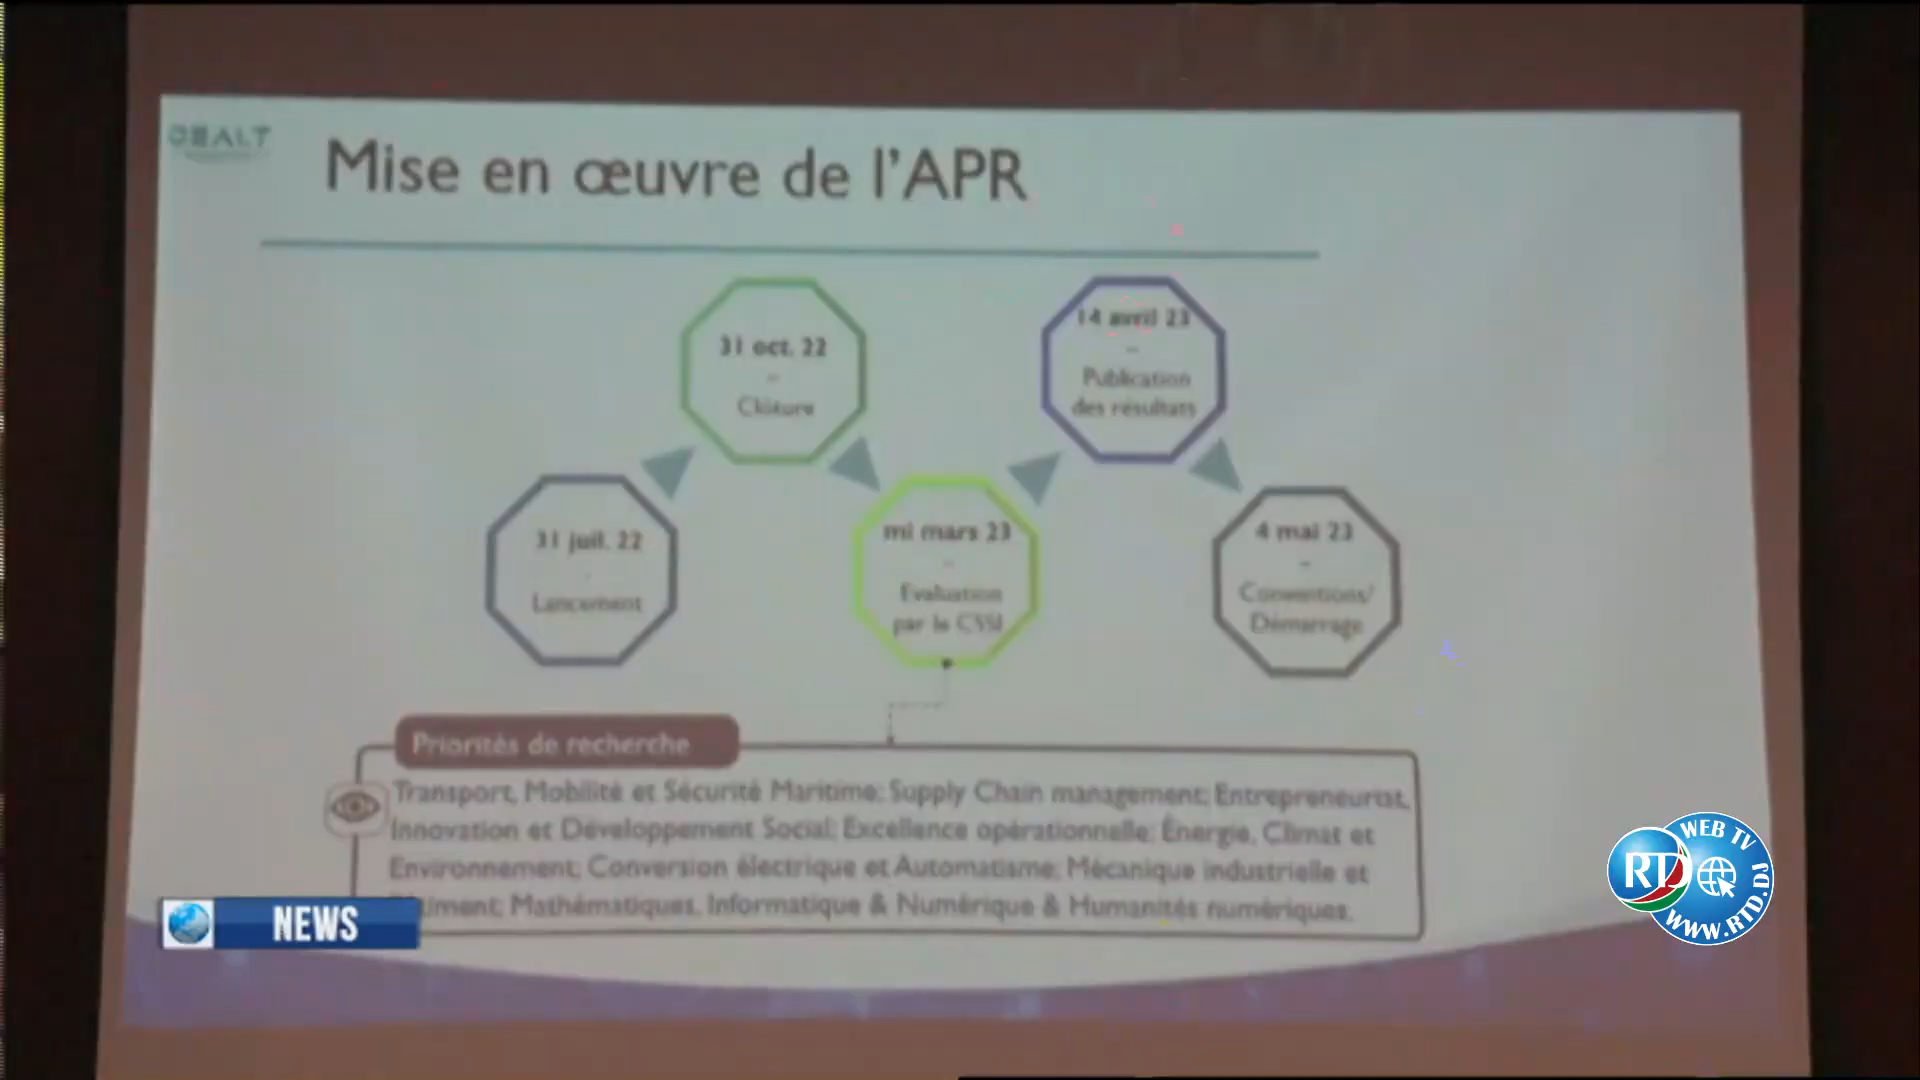 CEALT
Mise en œuvre de l'APR
31 oct. 22
–
Clôture
14 avril 23
–
Publication
des résultats
31 juil. 22
-
Lancement
mi mars 23
–
Evaluation
par le CSSI
4 mai 23
–
Conventions/
Démarrage
Priorités de recherche
Transport, Mobilité et Sécurité Maritime; Supply Chain management; Entrepreneuriat,
Innovation et Développement Social; Excellence opérationnelle; Énergie, Climat et
Environnement; Conversion électrique et Automatisme; Mécanique industrielle et
Mathématiques, Informatique & Numérique & Humanités numériques.
NEWS
WEB TV
RTD
WWW.RTD.DJ